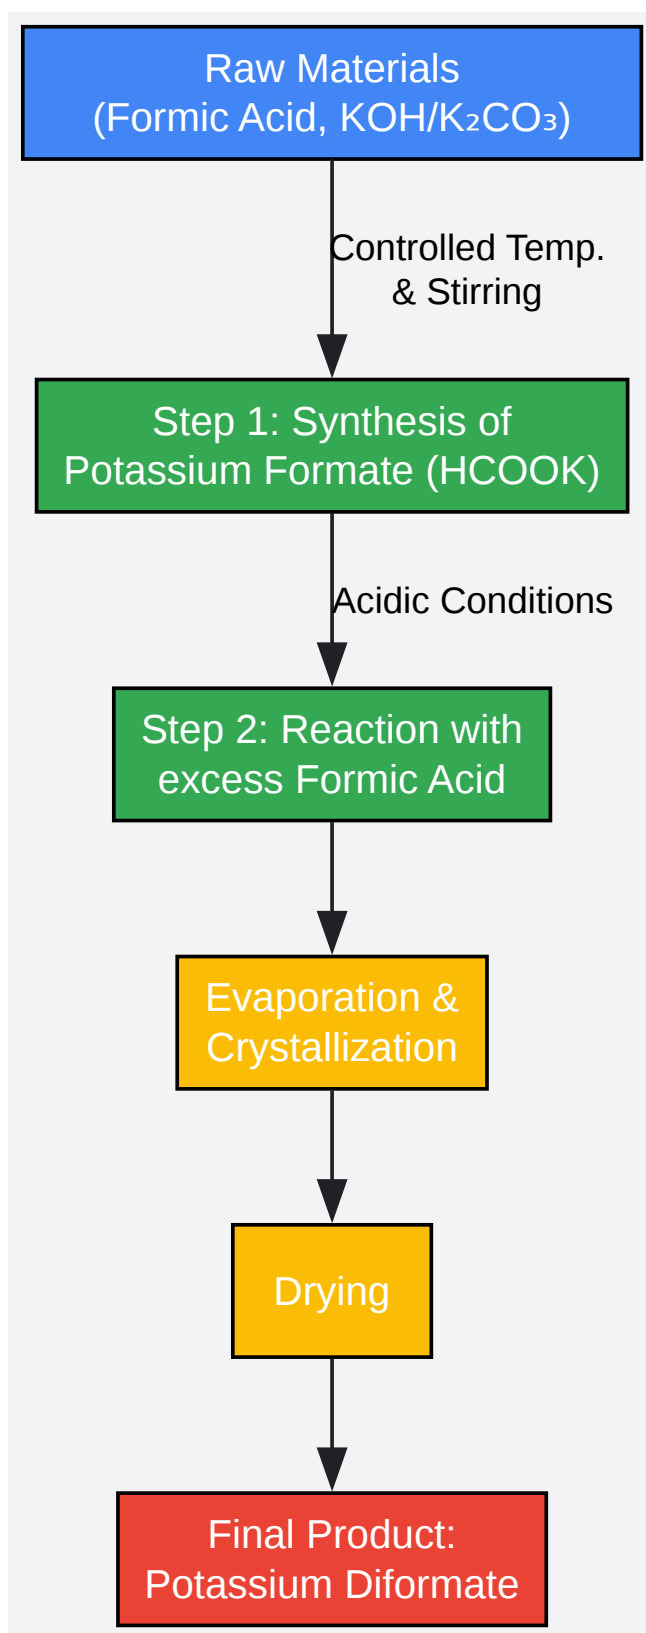 Raw Materials
(Formic Acid, KOH/K₂CO₃)
Controlled Temp.
& Stirring
Step 1: Synthesis of
Potassium Formate (HCOOK)
Acidic Conditions
Step 2: Reaction with
excess Formic Acid
Evaporation &
Crystallization
Drying
Final Product:
Potassium Diformate